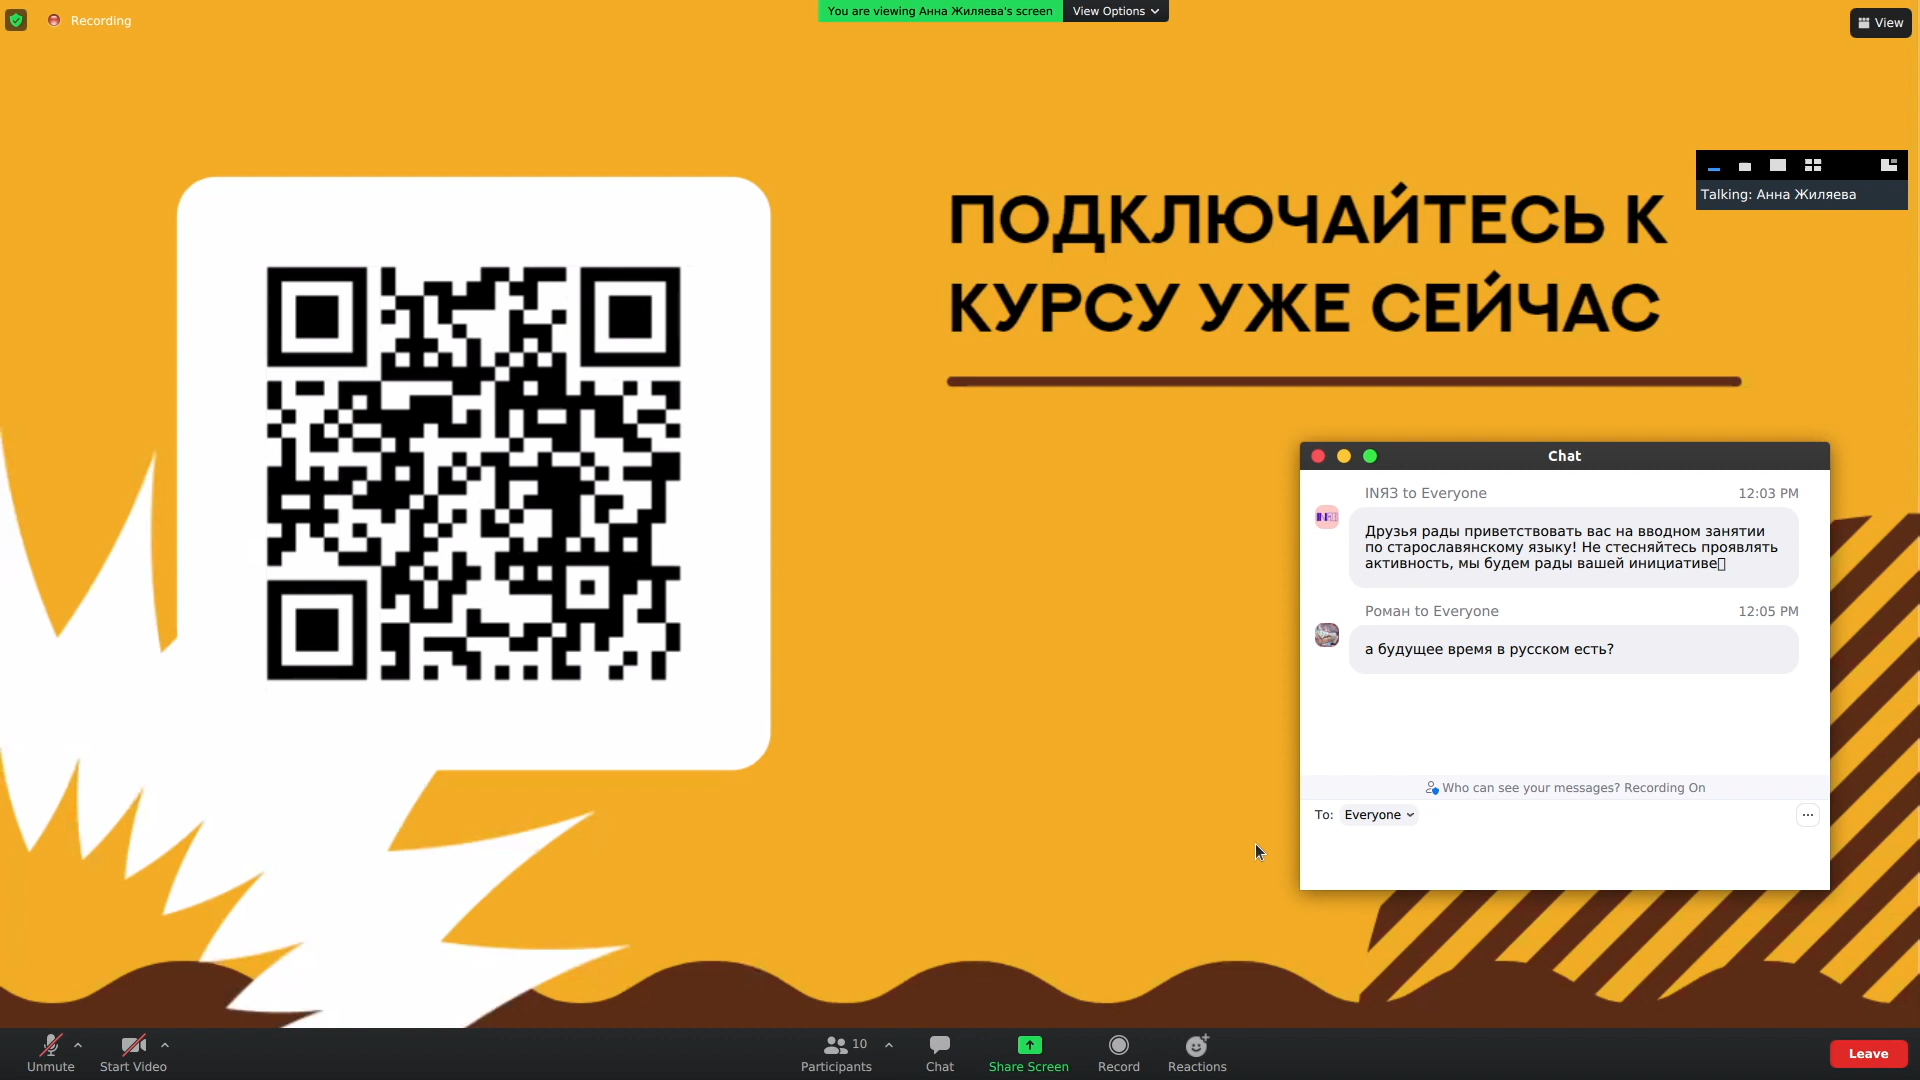 Recording
You are viewing Анна Жиляева's screen
View Options
View
Talking: Анна Жиляева
ПОДКЛЮЧАЙТЕСЬ К
КУРСУ УЖЕ СЕЙЧАС
Chat
INЯЗ to Everyone 12:03 PM
Друзья рады приветствовать вас на вводном занятии
по старославянскому языку! Не стесняйтесь проявлять
активность, мы будем рады вашей инициативе
Роман to Everyone 12:05 PM
а будущее время в русском есть?
Who can see your messages? Recording On
To: Everyone
Unmute
Start Video
10
Participants
Chat
Share Screen
Record
Reactions
Leave